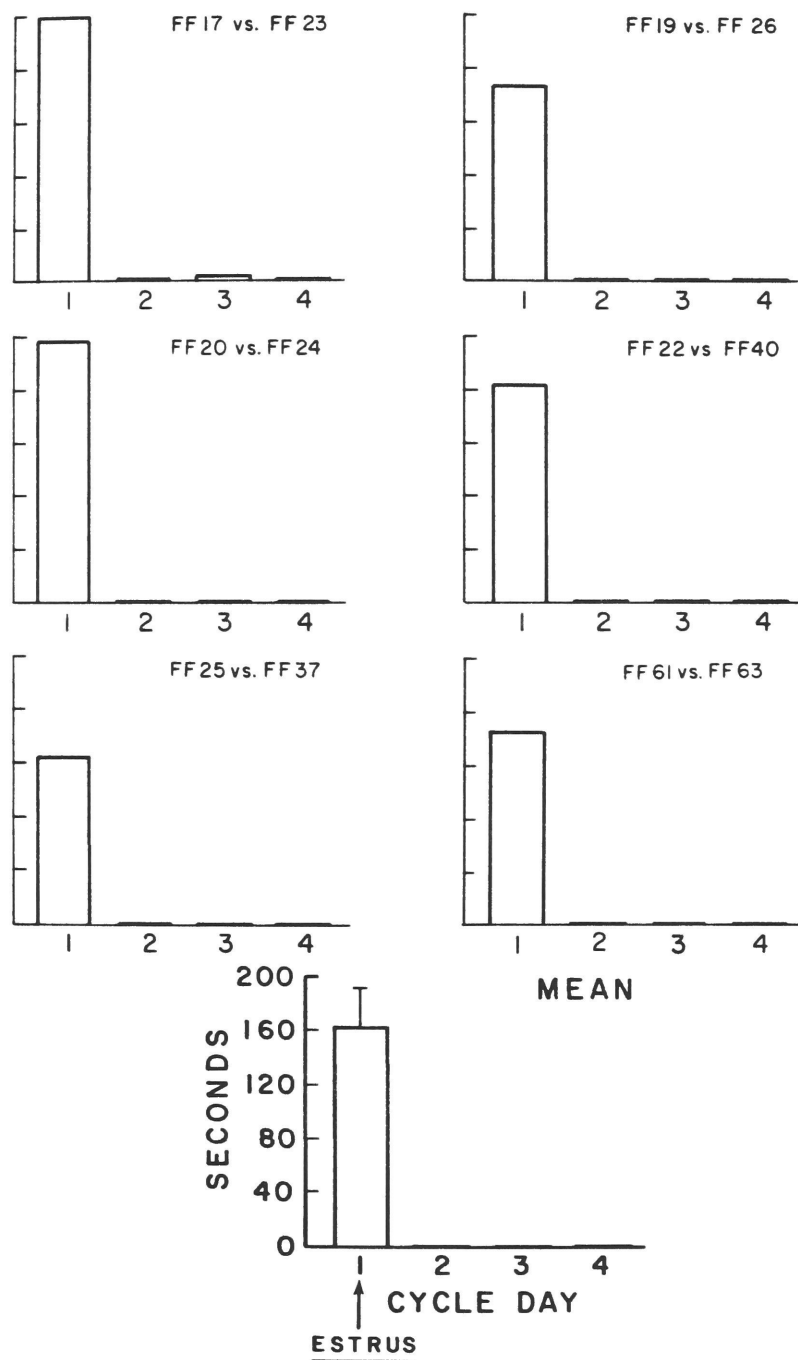 FF17 vs. FF23
1 2 3 4
FF19 vs. FF26
1 2 3 4
FF20 vs. FF24
1 2 3 4
FF22 vs FF40
1 2 3 4
FF25 vs. FF37
1 2 3 4
FF61 vs. FF63
1 2 3 4
MEAN
SECONDS
200
160
120
80
40
0
1 2 3 4
CYCLE DAY
ESTRUS